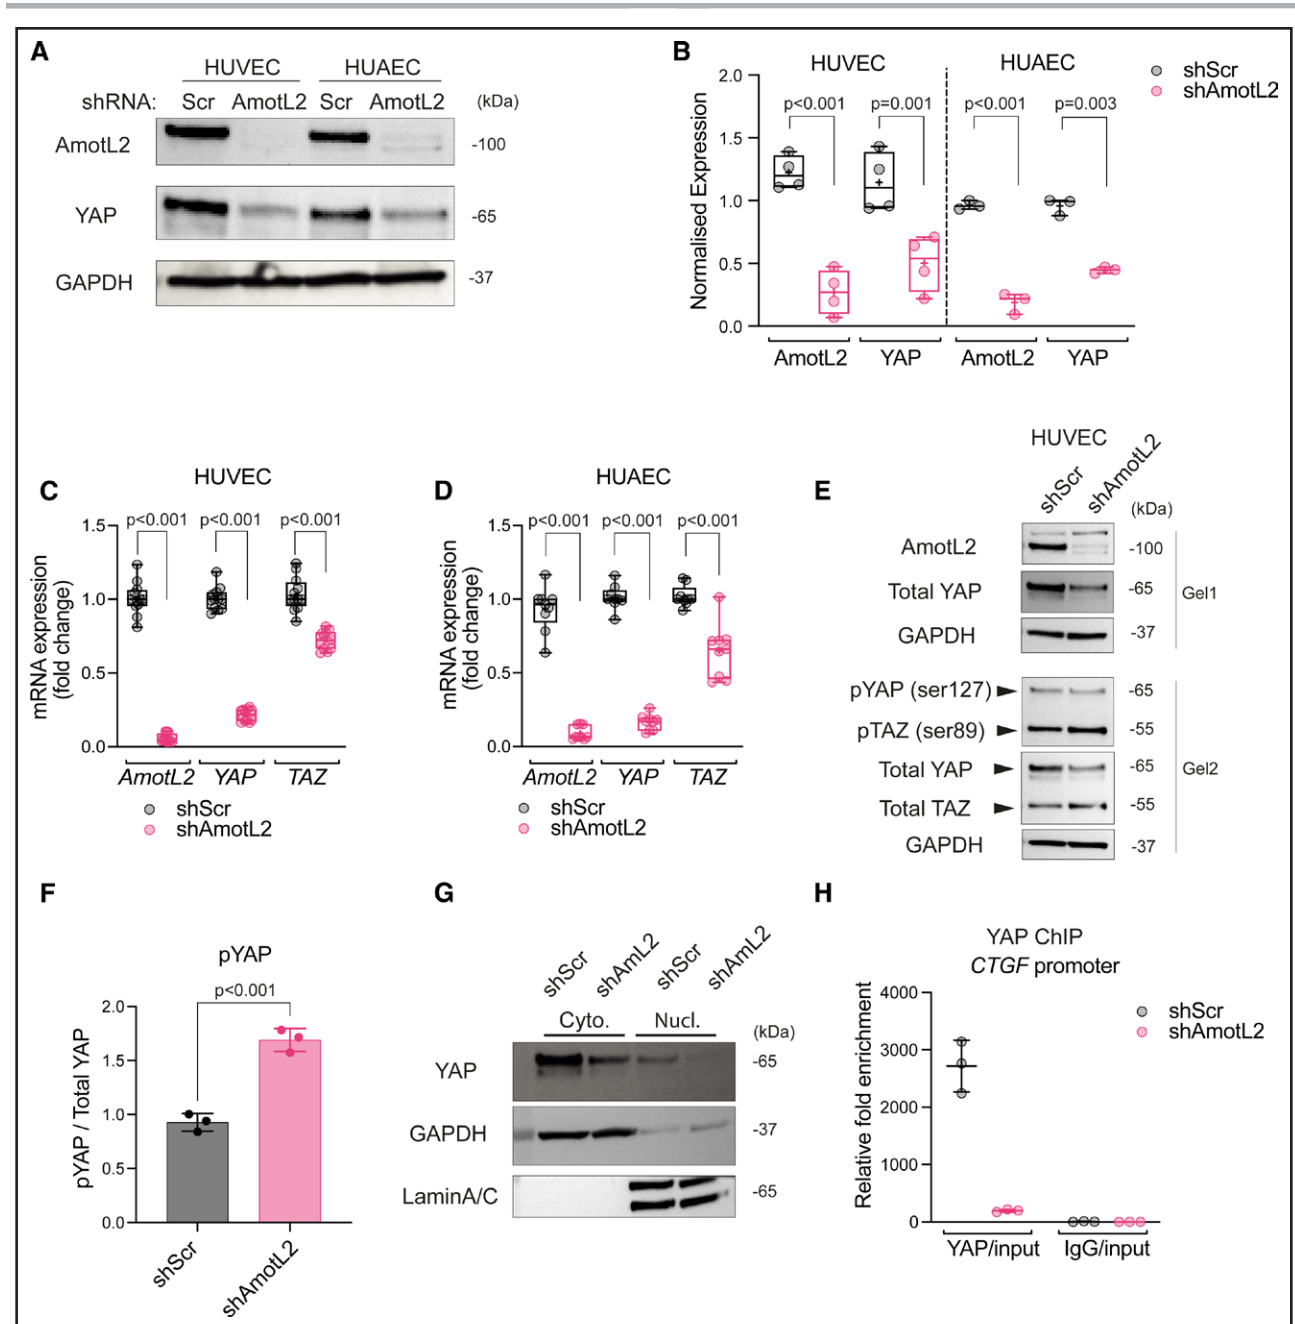 A
HUVEC HUAEC
shRNA: Scr AmotL2 Scr AmotL2 (kDa)
AmotL2 -100
YAP -65
GAPDH -37
B
HUVEC HUAEC
shScr
shAmotL2
Normalised Expression
2.0
1.5
1.0
0.5
0.0
p<0.001 p=0.001 p<0.001 p=0.003
AmotL2 YAP AmotL2 YAP
C
HUVEC
mRNA expression
(fold change)
1.5
1.0
0.5
0.0
p<0.001 p<0.001 p<0.001
AmotL2 YAP TAZ
shScr
shAmotL2
D
HUAEC
mRNA expression
(fold change)
1.5
1.0
0.5
0.0
p<0.001 p<0.001 p<0.001
AmotL2 YAP TAZ
shScr
shAmotL2
E
HUVEC
shScr shAmotL2
(kDa)
AmotL2 -100
Total YAP -65
GAPDH -37
Gel1
pYAP (ser127) -65
pTAZ (ser89) -55
Total YAP -65
Total TAZ -55
GAPDH -37
Gel2
F
pYAP
pYAP / Total YAP
2.0
1.5
1.0
0.5
0.0
p<0.001
shScr shAmotL2
G
shScr shAmL2 shScr shAmL2
Cyto. Nucl.
(kDa)
YAP -65
GAPDH -37
LaminA/C -65
H
YAP ChIP
CTGF promoter
Relative fold enrichment
4000
3000
2000
1000
0
shScr
shAmotL2
YAP/input IgG/input